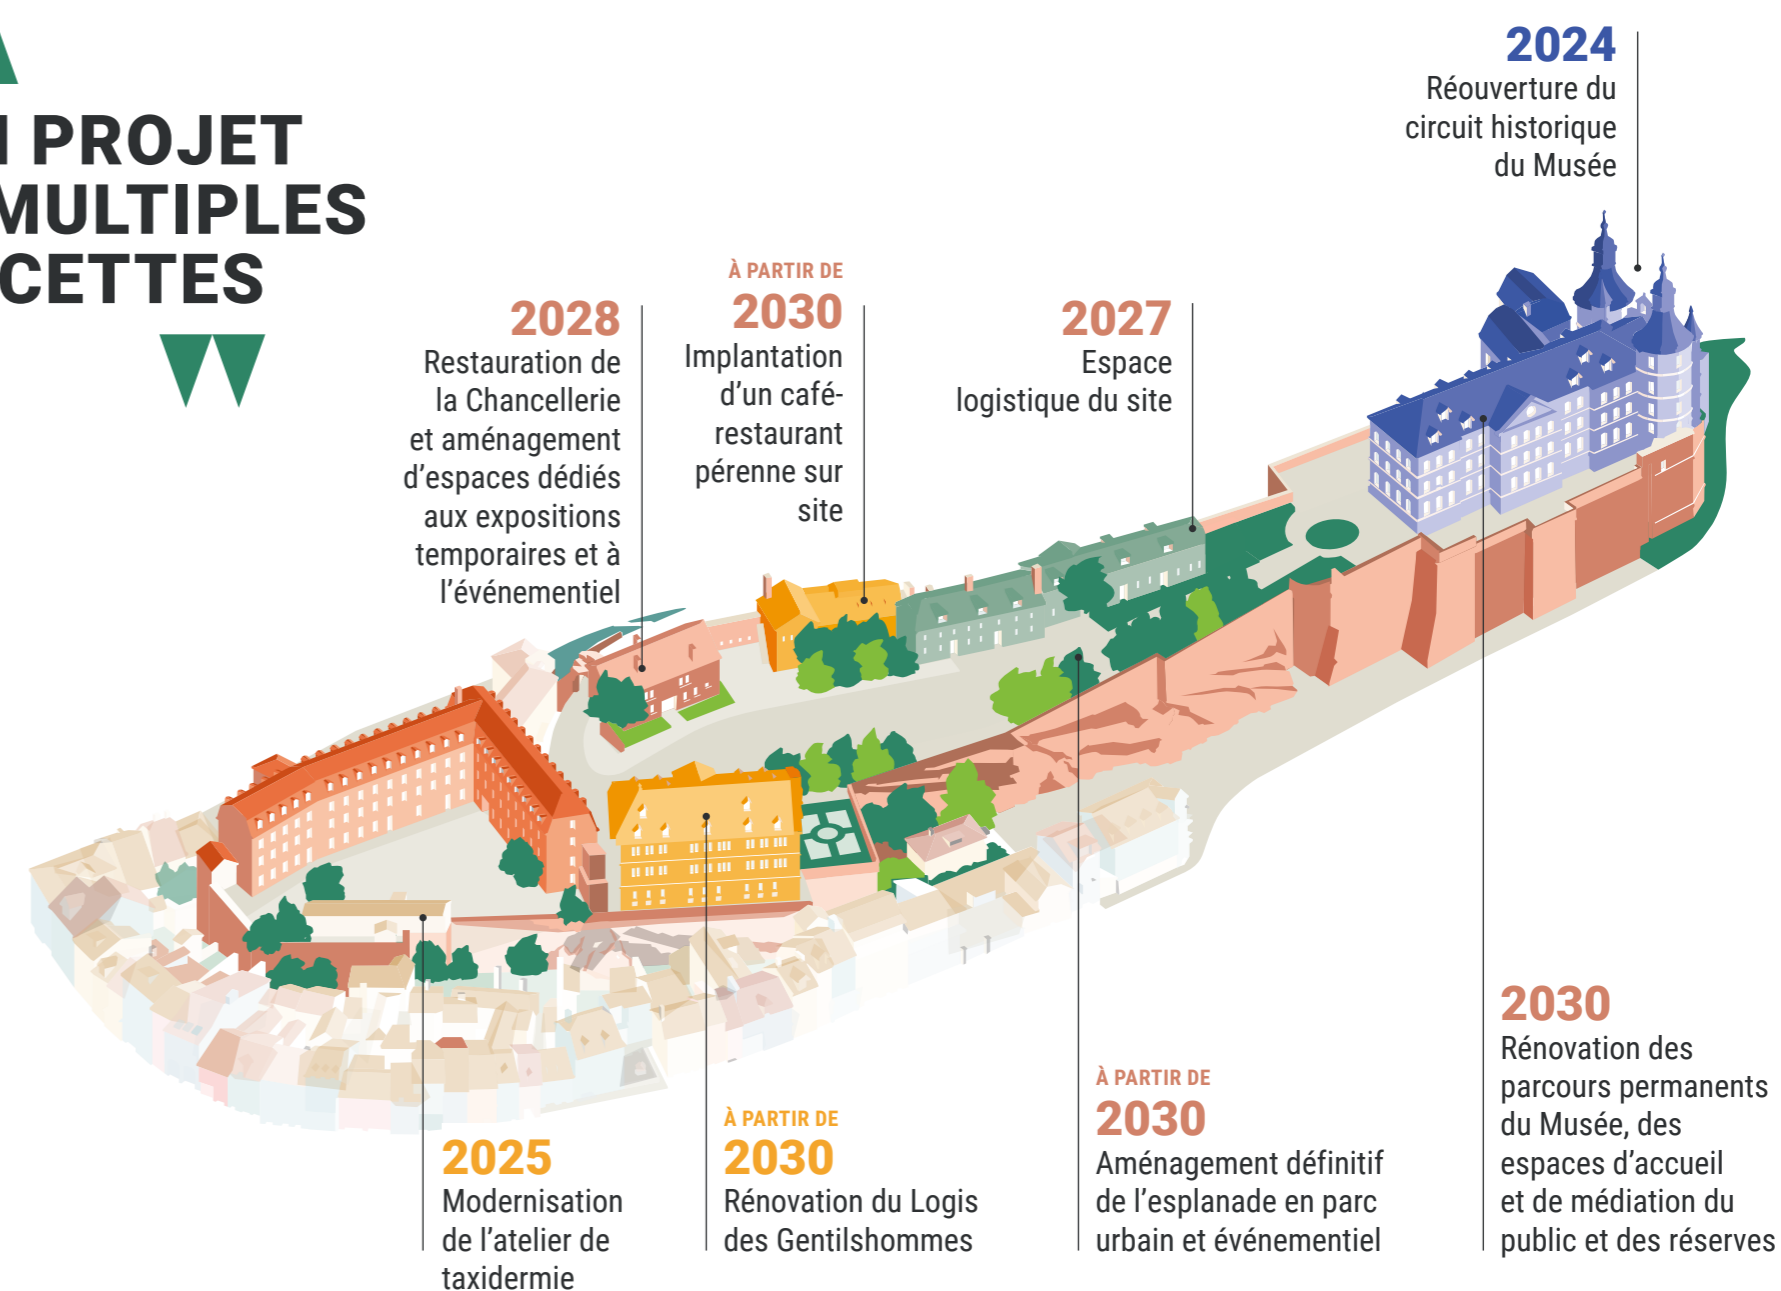 PROJET
MULTIPLES
CETTES
2024
Réouverture du
circuit historique
du Musée
2028
Restauration de
la Chancellerie
et aménagement
d’espaces dédiés
aux expositions
temporaires et à
l’événementiel
À PARTIR DE
2030
Implantation
d’un café-
restaurant
pérenne sur
site
2027
Espace
logistique du site
2025
Modernisation
de l’atelier de
taxidermie
À PARTIR DE
2030
Rénovation du Logis
des Gentilshommes
À PARTIR DE
2030
Aménagement définitif
de l’esplanade en parc
urbain et événementiel
2030
Rénovation des
parcours permanents
du Musée, des
espaces d’accueil
et de médiation du
public et des réserves